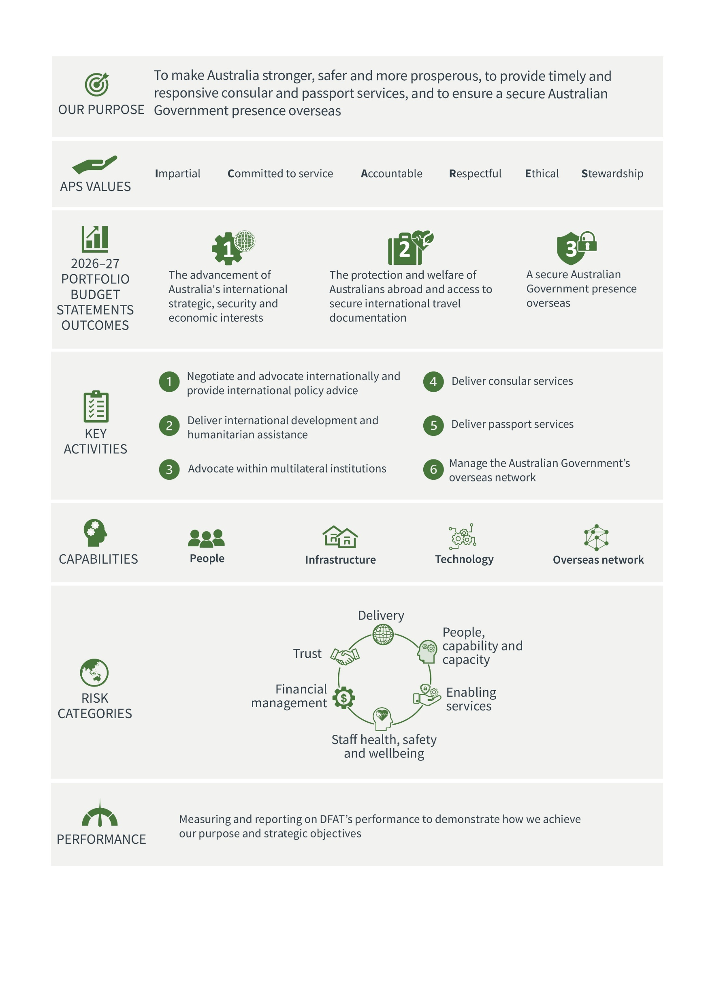 OUR PURPOSE
To make Australia stronger, safer and more prosperous, to provide timely and
responsive consular and passport services, and to ensure a secure Australian
Government presence overseas
APS VALUES
Impartial Committed to service Accountable Respectful Ethical Stewardship
2026–27
PORTFOLIO
BUDGET
STATEMENTS
OUTCOMES
1
The advancement of
Australia's international
strategic, security and
economic interests
2
The protection and welfare of
Australians abroad and access to
secure international travel
documentation
3
A secure Australian
Government presence
overseas
KEY
ACTIVITIES
1 Negotiate and advocate internationally and
provide international policy advice
2 Deliver international development and
humanitarian assistance
3 Advocate within multilateral institutions
4 Deliver consular services
5 Deliver passport services
6 Manage the Australian Government’s
overseas network
CAPABILITIES
People
Infrastructure
Technology
Overseas network
RISK
CATEGORIES
Delivery
People,
capability and
capacity
Enabling
services
Staff health, safety
and wellbeing
Financial
management
$
Trust
PERFORMANCE
Measuring and reporting on DFAT’s performance to demonstrate how we achieve
our purpose and strategic objectives